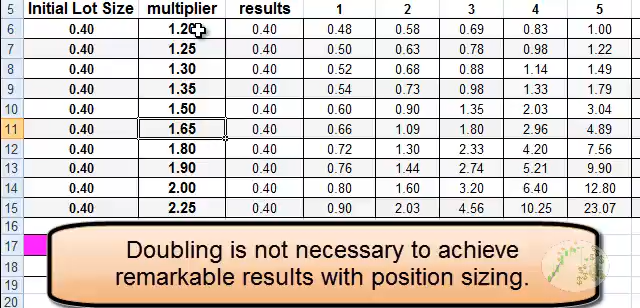 5 Initial Lot Size multiplier results 1 2 3 4 5
6 0.40 1.20 0.40 0.48 0.58 0.69 0.83 1.00
7 0.40 1.25 0.40 0.50 0.63 0.78 0.98 1.22
8 0.40 1.30 0.40 0.52 0.68 0.88 1.14 1.49
9 0.40 1.35 0.40 0.54 0.73 0.98 1.33 1.79
10 0.40 1.50 0.40 0.60 0.90 1.35 2.03 3.04
11 0.40 1.65 0.40 0.66 1.09 1.80 2.96 4.89
12 0.40 1.80 0.40 0.72 1.30 2.33 4.20 7.56
13 0.40 1.90 0.40 0.76 1.44 2.74 5.21 9.90
14 0.40 2.00 0.40 0.80 1.60 3.20 6.40 12.80
15 0.40 2.25 0.40 0.90 2.03 4.56 10.25 23.07
16
17
18
19
20
Doubling is not necessary to achieve
remarkable results with position sizing.